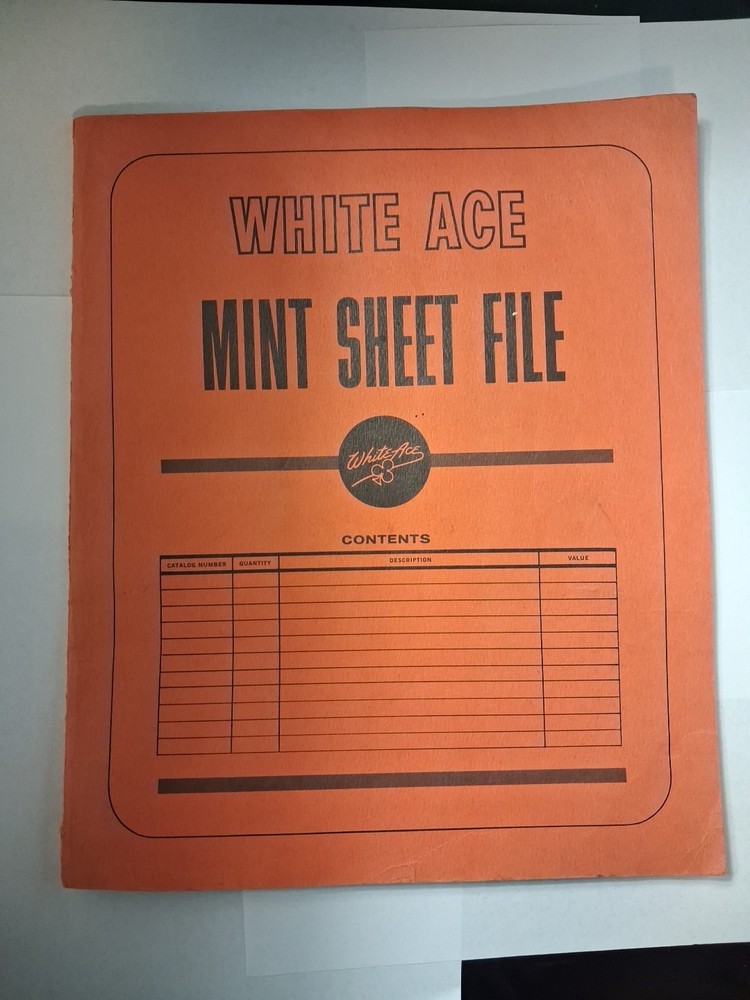 WHITE ACE
MINT SHEET FILE
White Ace
CONTENTS
CATALOG NUMBER QUANTITY DESCRIPTION VALUE